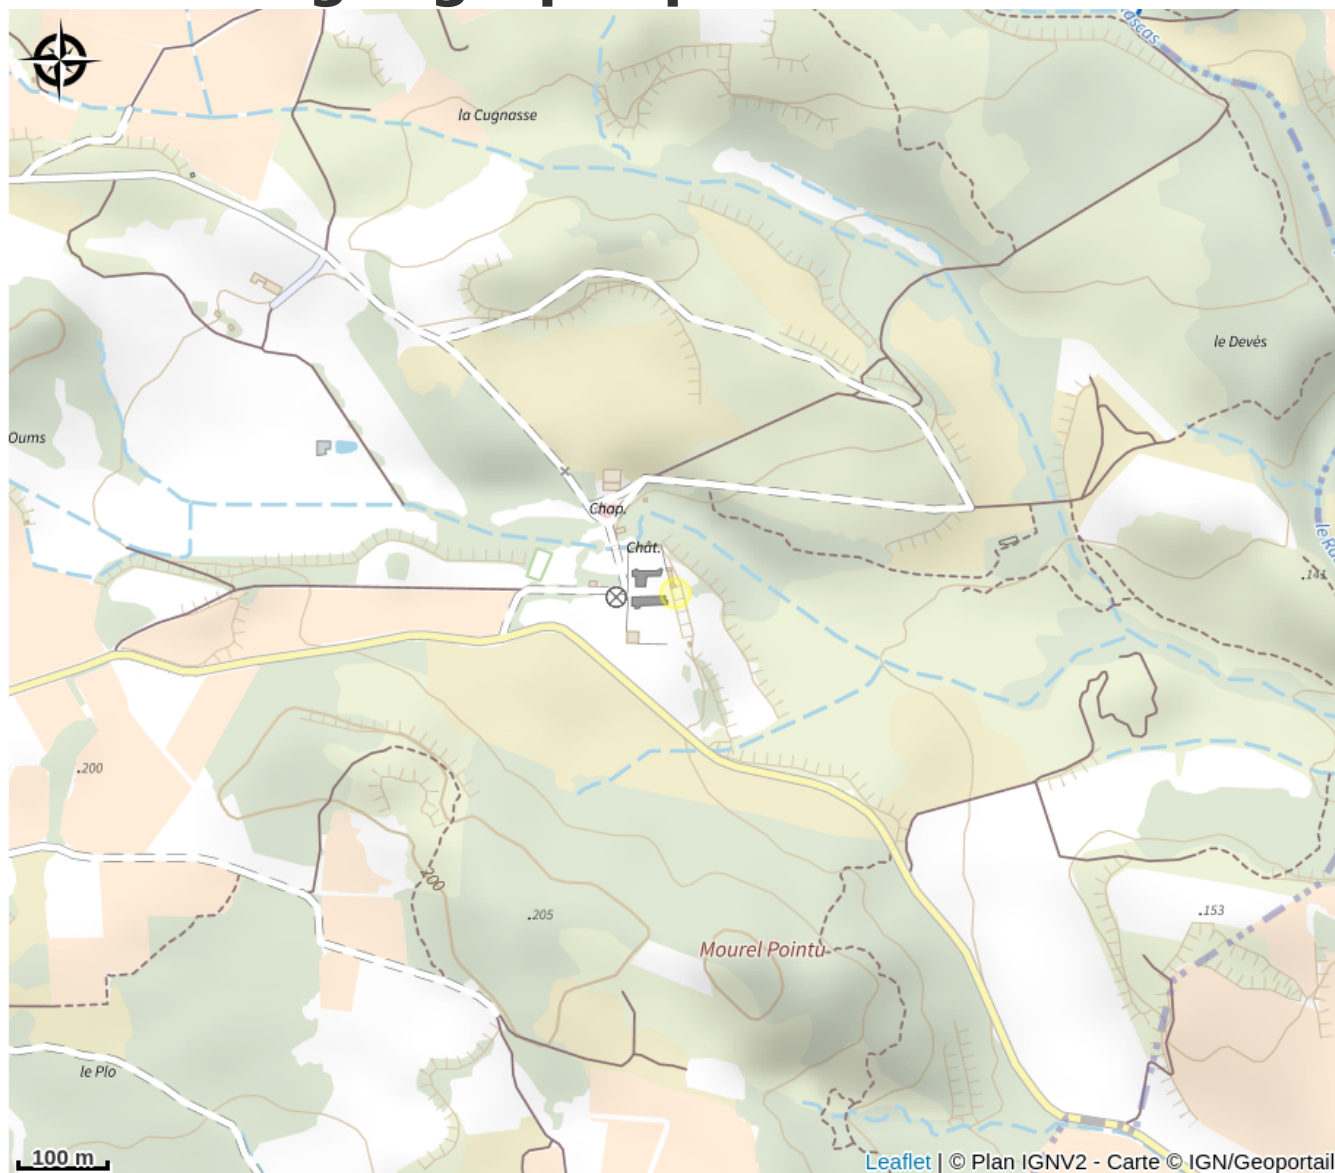 la Cugnasse
le Devès
Oums
Chap.
Chât.
.141
.200
200
.205
.153
Mourel Pointu
le Plo
100 m
Leaflet | © Plan IGNV2 - Carte © IGN/Geoportail